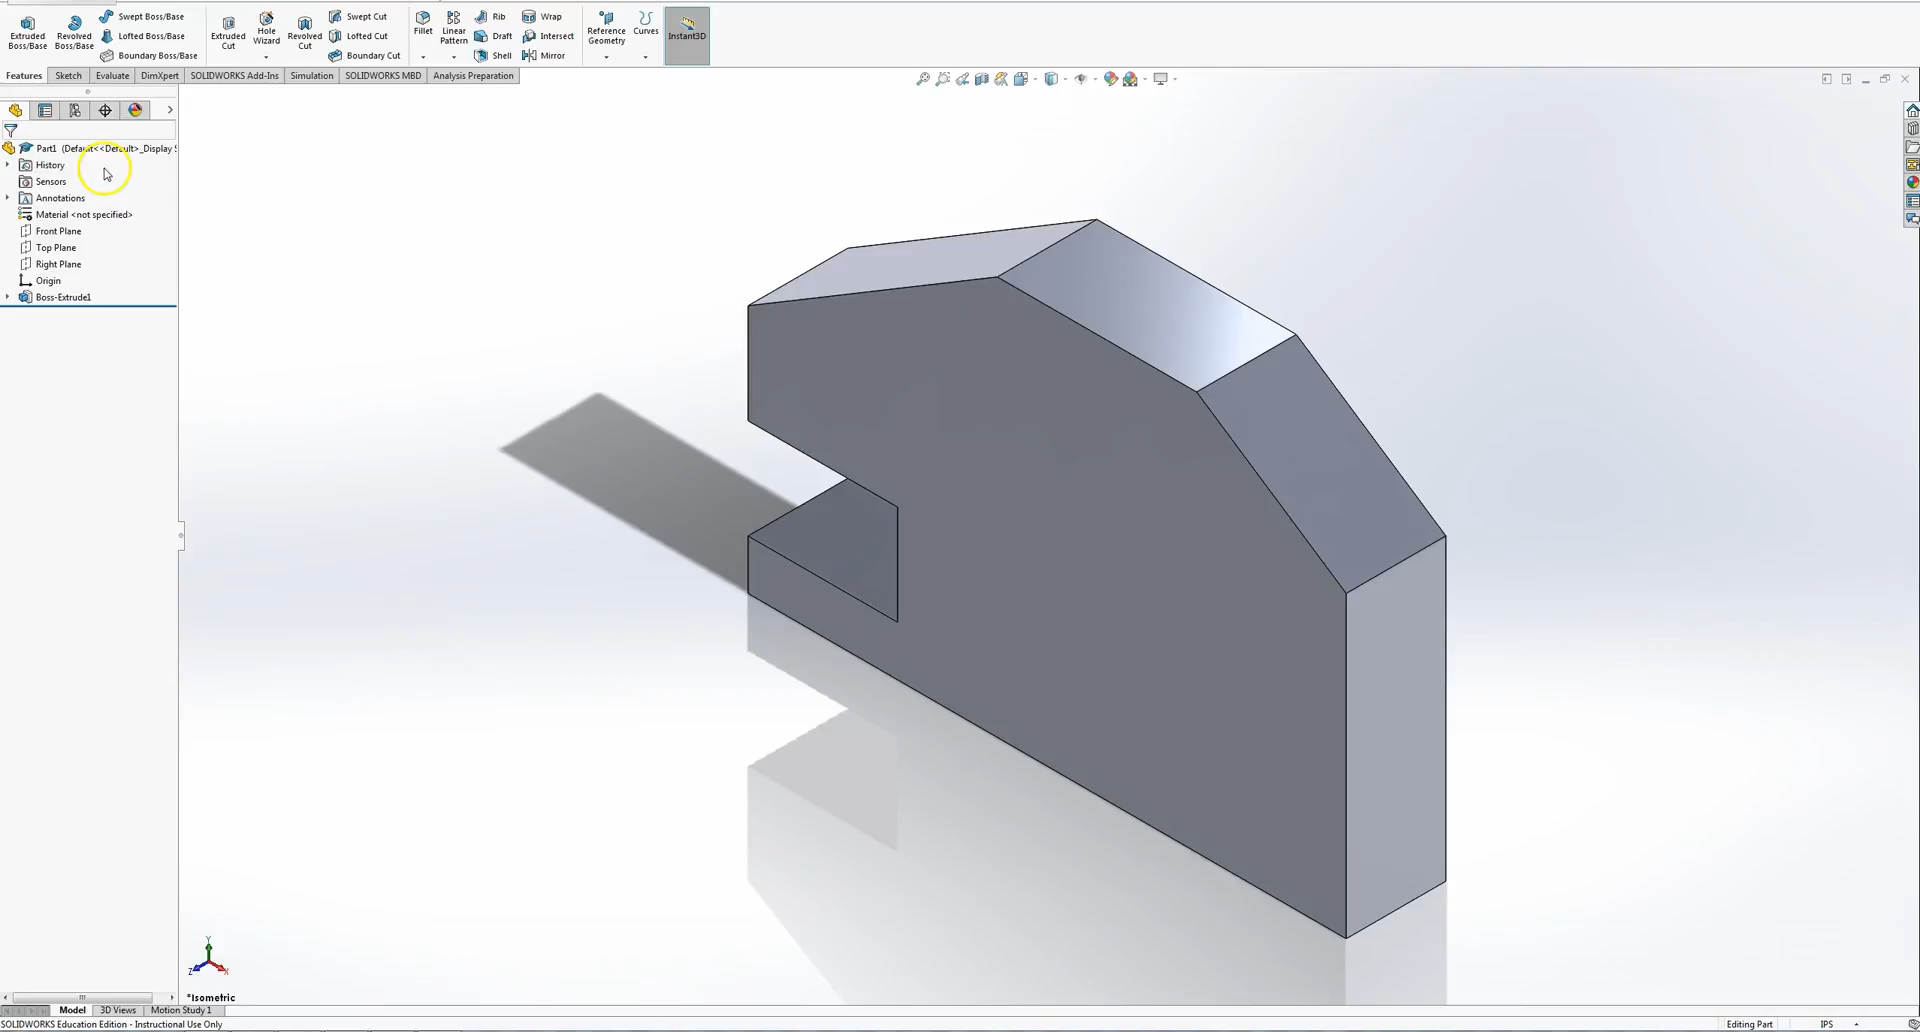 Extruded Boss/Base
Revolved Boss/Base
Swept Boss/Base
Lofted Boss/Base
Boundary Boss/Base
Extruded Cut
Hole Wizard
Revolved Cut
Swept Cut
Lofted Cut
Boundary Cut
Fillet
Linear Pattern
Rib
Draft
Shell
Wrap
Intersect
Mirror
Reference Geometry
Curves
Instant3D
Features Sketch Evaluate DimXpert SOLIDWORKS Add-Ins Simulation SOLIDWORKS MBD Analysis Preparation
Part1 (Default<<Default>_Display S
History
Sensors
Annotations
Material <not specified>
Front Plane
Top Plane
Right Plane
Origin
Boss-Extrude1
Y
Z X
*Isometric
Model 3D Views Motion Study 1
SOLIDWORKS Education Edition - Instructional Use Only Editing Part IPS